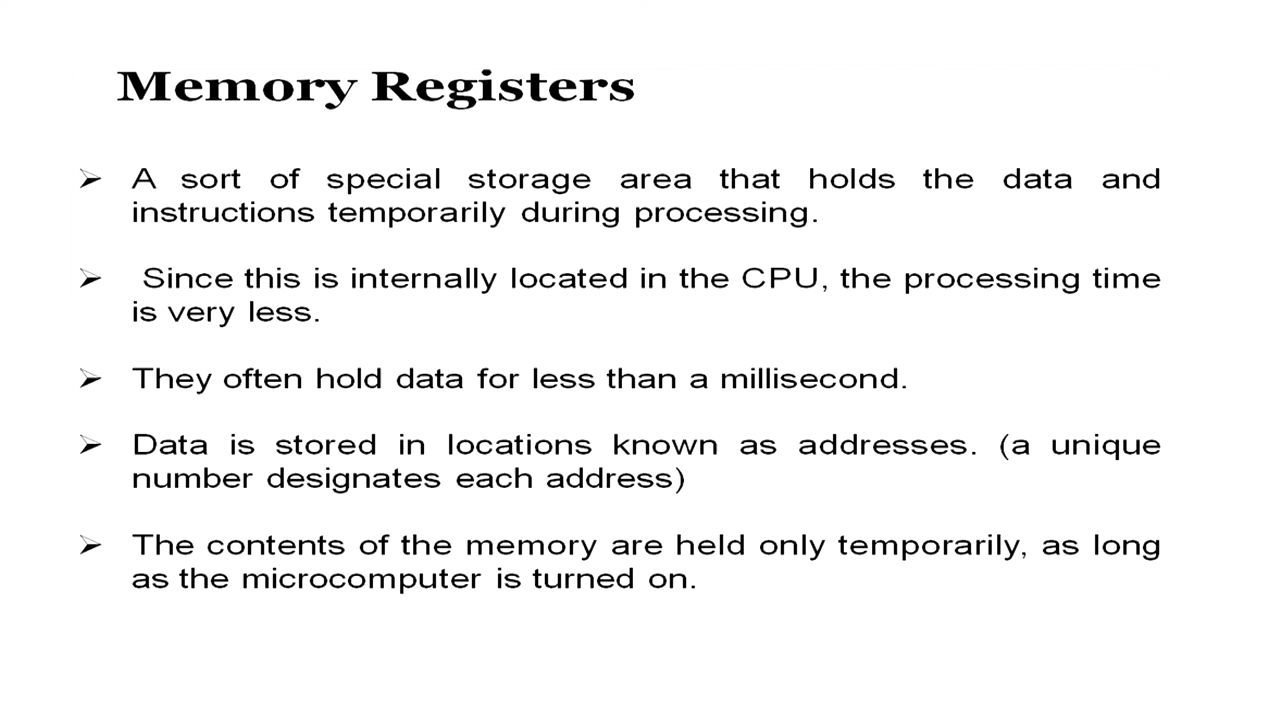 Memory Registers
➢ A sort of special storage area that holds the data and
instructions temporarily during processing.
➢ Since this is internally located in the CPU, the processing time
is very less.
➢ They often hold data for less than a millisecond.
➢ Data is stored in locations known as addresses. (a unique
number designates each address)
➢ The contents of the memory are held only temporarily, as long
as the microcomputer is turned on.